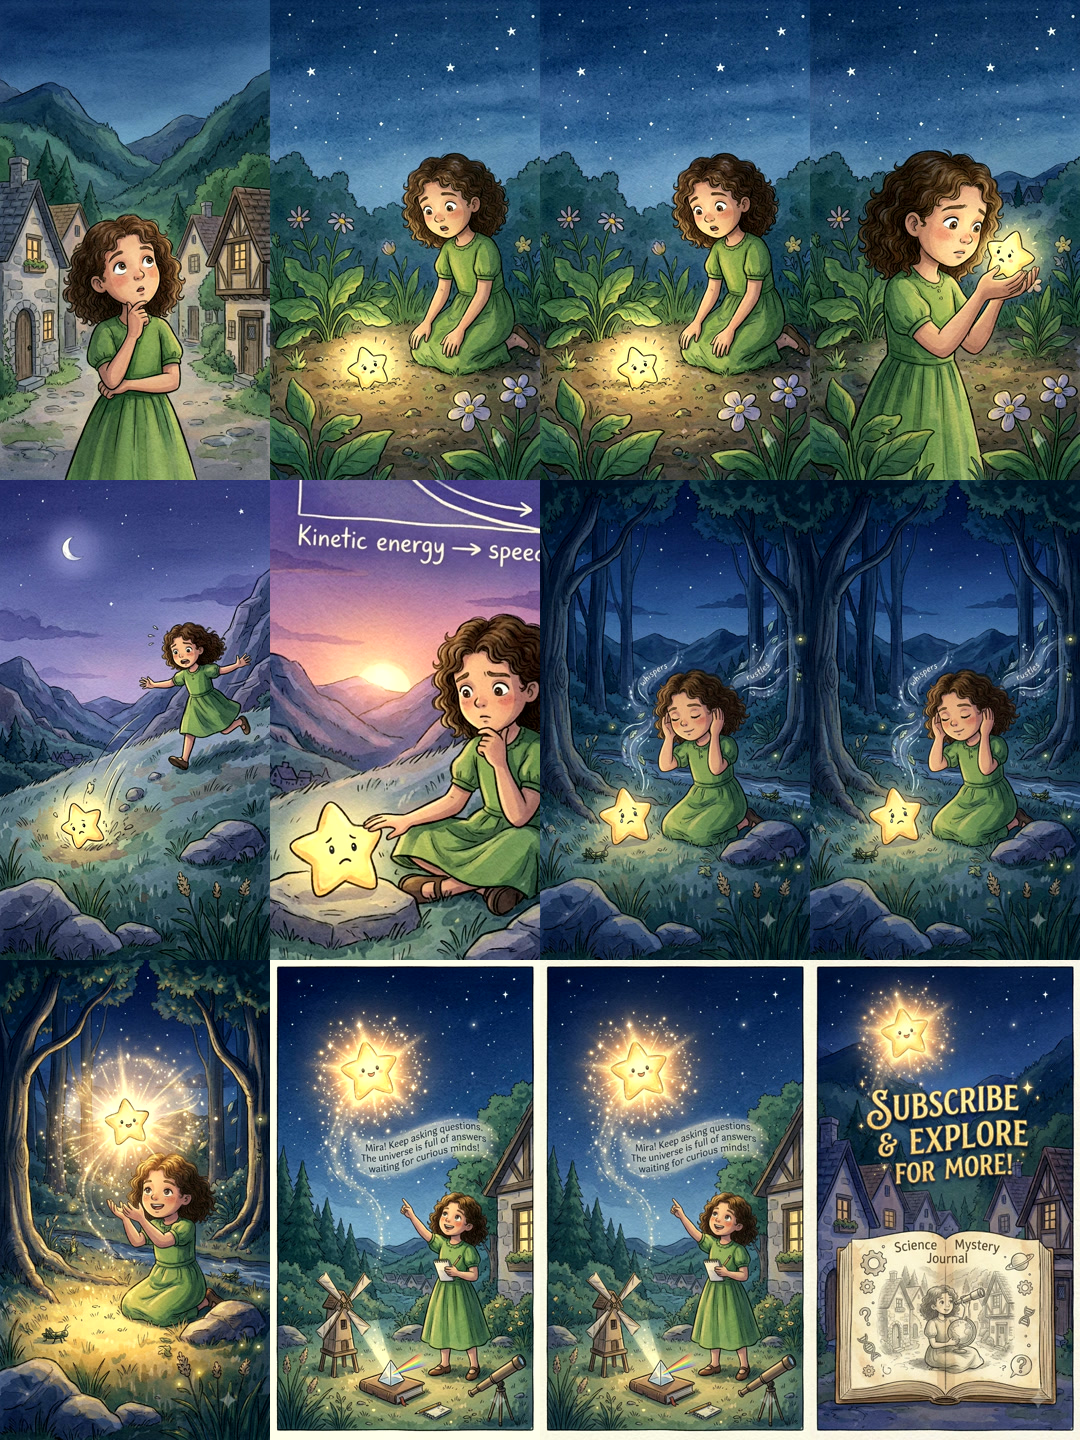 Kinetic energy → speed
whispers
rustles
whispers
rustles
Mira! Keep asking questions,
The universe is full of answers
waiting for curious minds!
Mira! Keep asking questions,
The universe is full of answers
waiting for curious minds!
SUBSCRIBE
& EXPLORE
FOR MORE!
Science Mystery
Journal